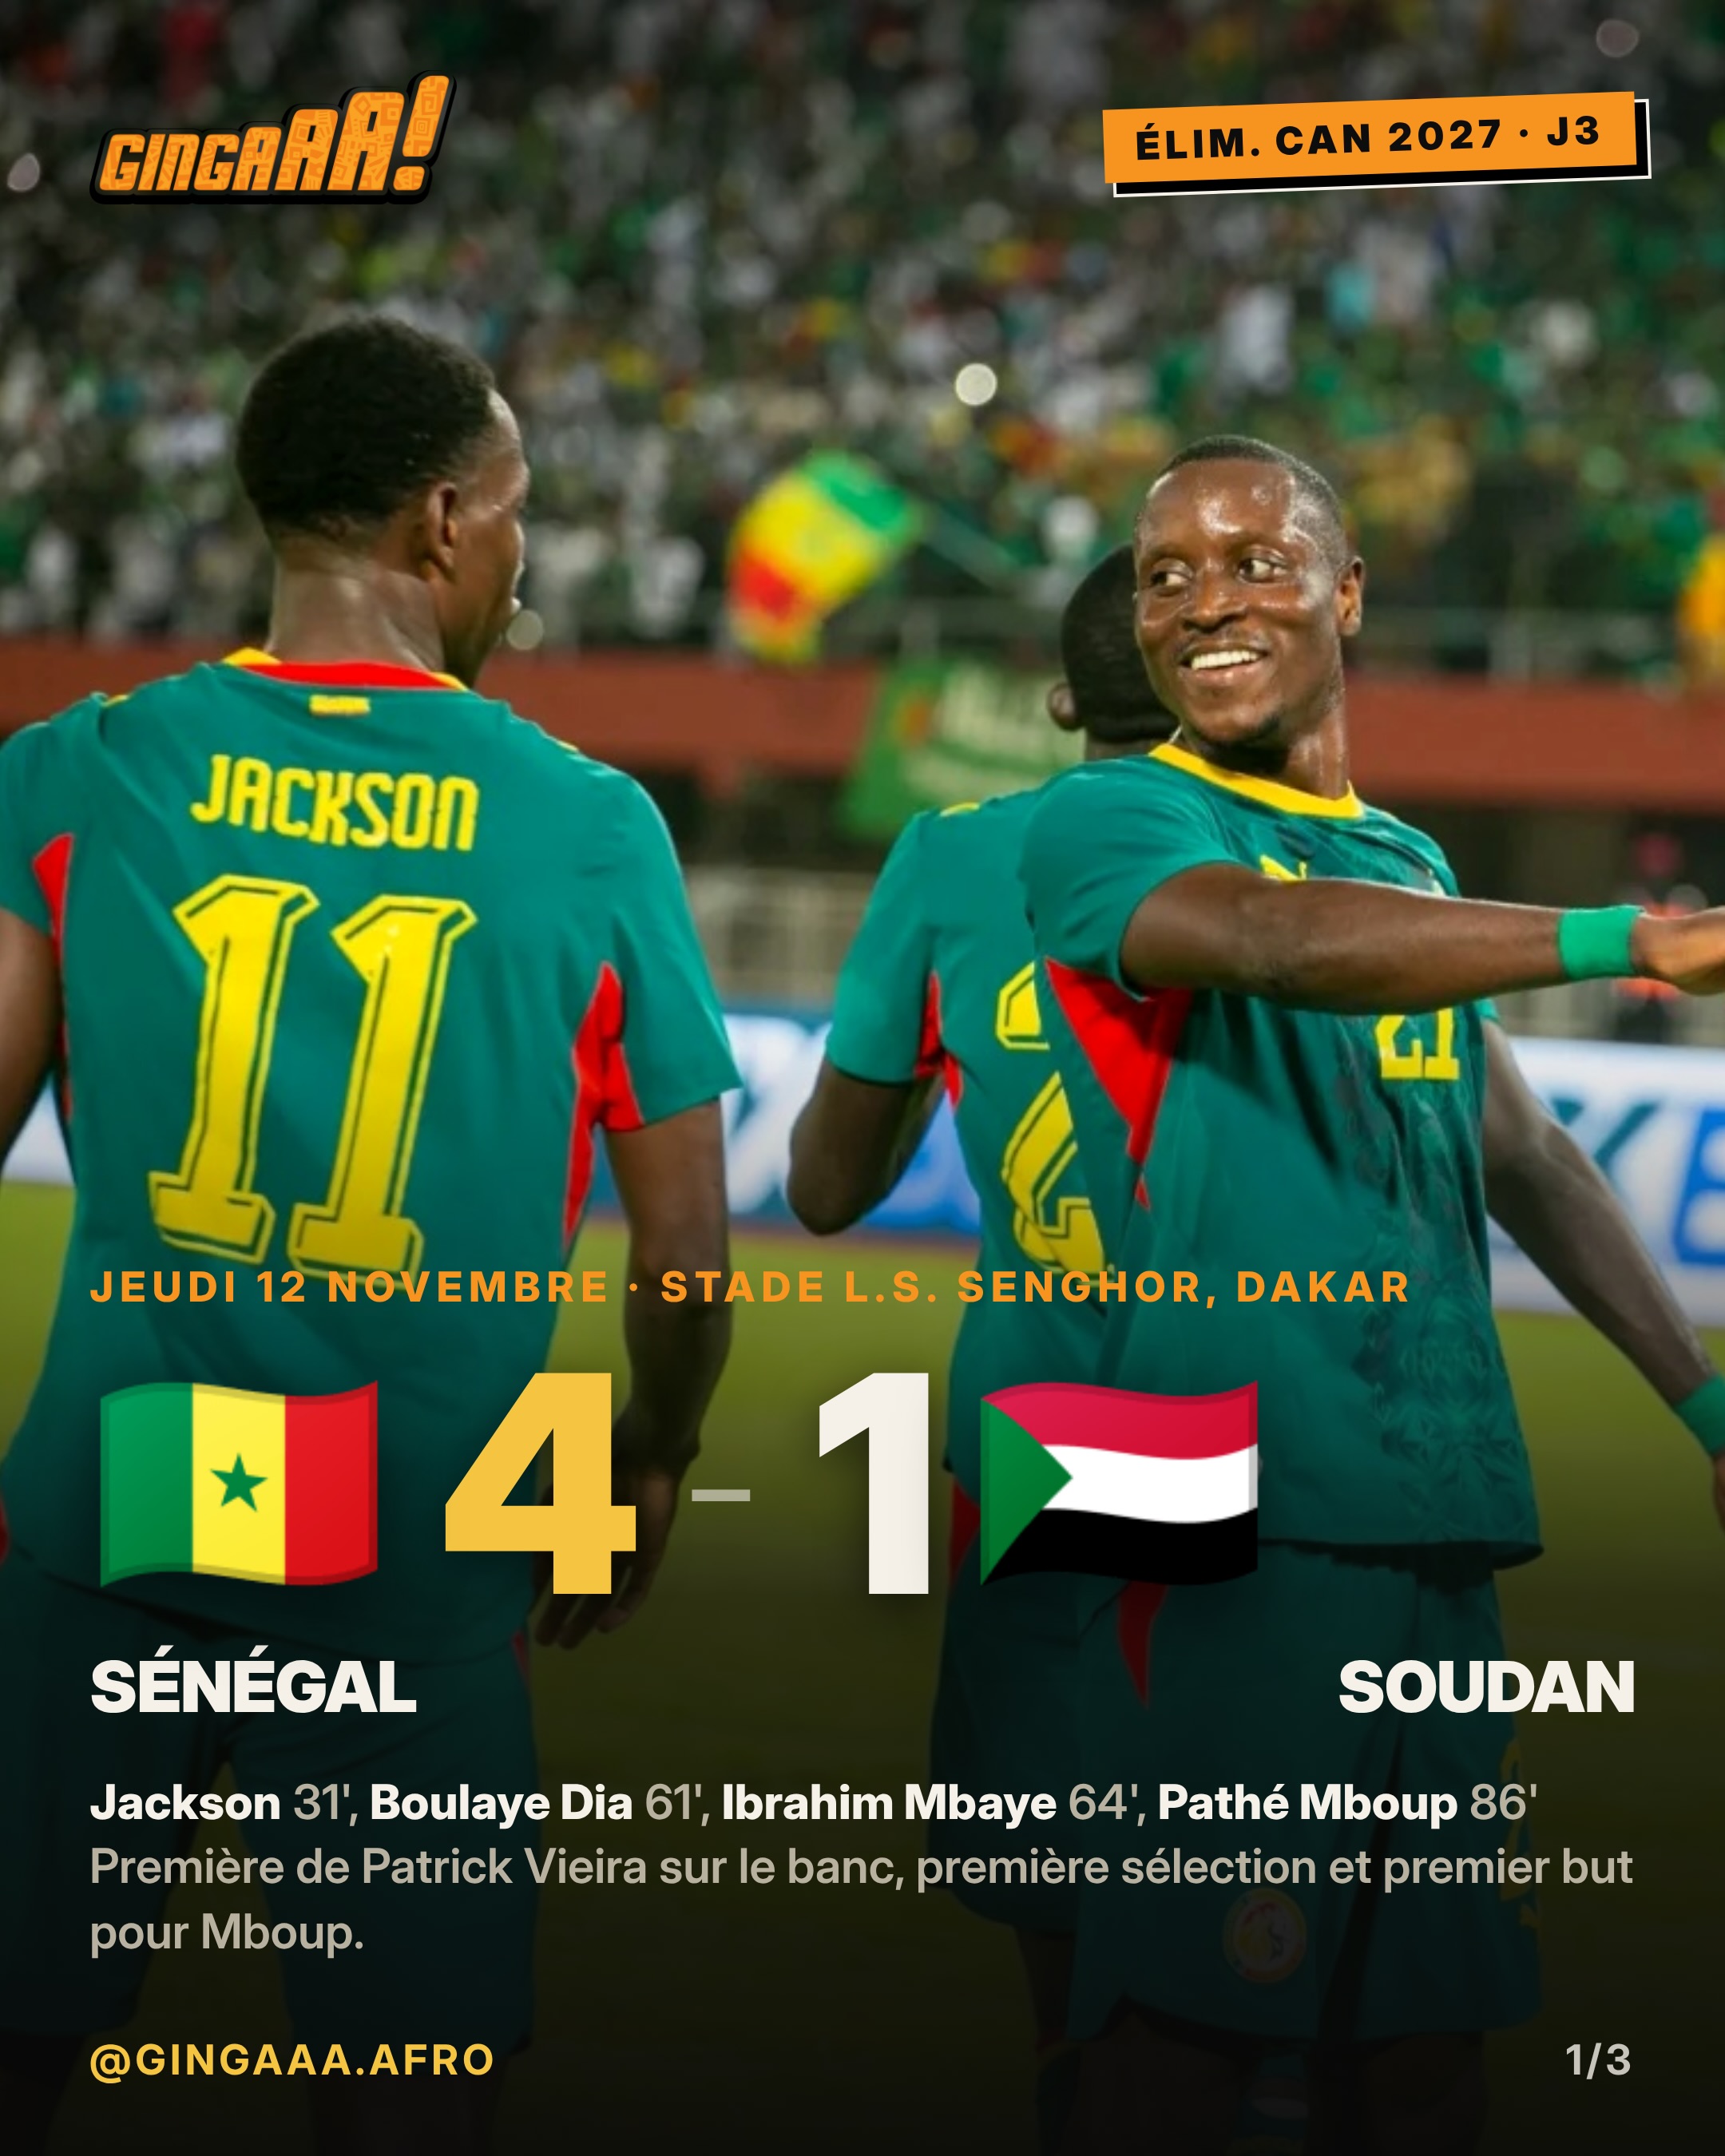 GINGAAA!
ÉLIM. CAN 2027 · J3
JACKSON
11
21
JEUDI 12 NOVEMBRE · STADE L.S. SENGHOR, DAKAR
4 – 1
SÉNÉGAL
SOUDAN
Jackson 31', Boulaye Dia 61', Ibrahim Mbaye 64', Pathé Mboup 86'
Première de Patrick Vieira sur le banc, première sélection et premier but
pour Mboup.
@GINGAAA.AFRO
1/3